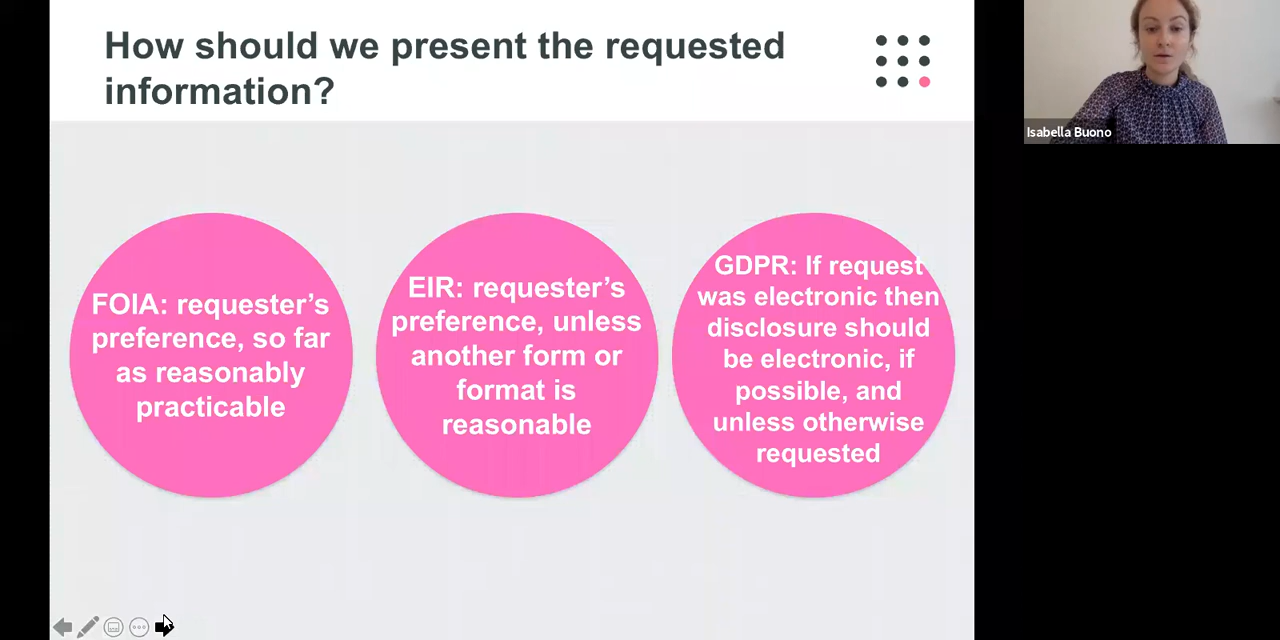 How should we present the requested
information?
FOIA: requester’s
preference, so far
as reasonably
practicable
EIR: requester’s
preference, unless
another form or
format is
reasonable
GDPR: If request
was electronic then
disclosure should
be electronic, if
possible, and
unless otherwise
requested
Isabella Buono